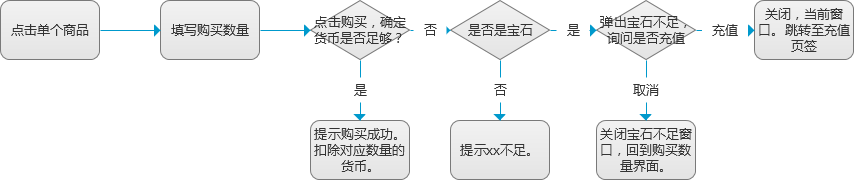 点击单个商品
填写购买数量
点击购买，确定
货币是否足够？
否
是否是宝石
是
弹出宝石不足，
询问是否充值
充值
关闭，当前窗
口。跳转至充值
页签
是
否
取消
提示购买成功。
扣除对应数量的
货币。
提示xx不足。
关闭宝石不足窗
口，回到购买数
量界面。